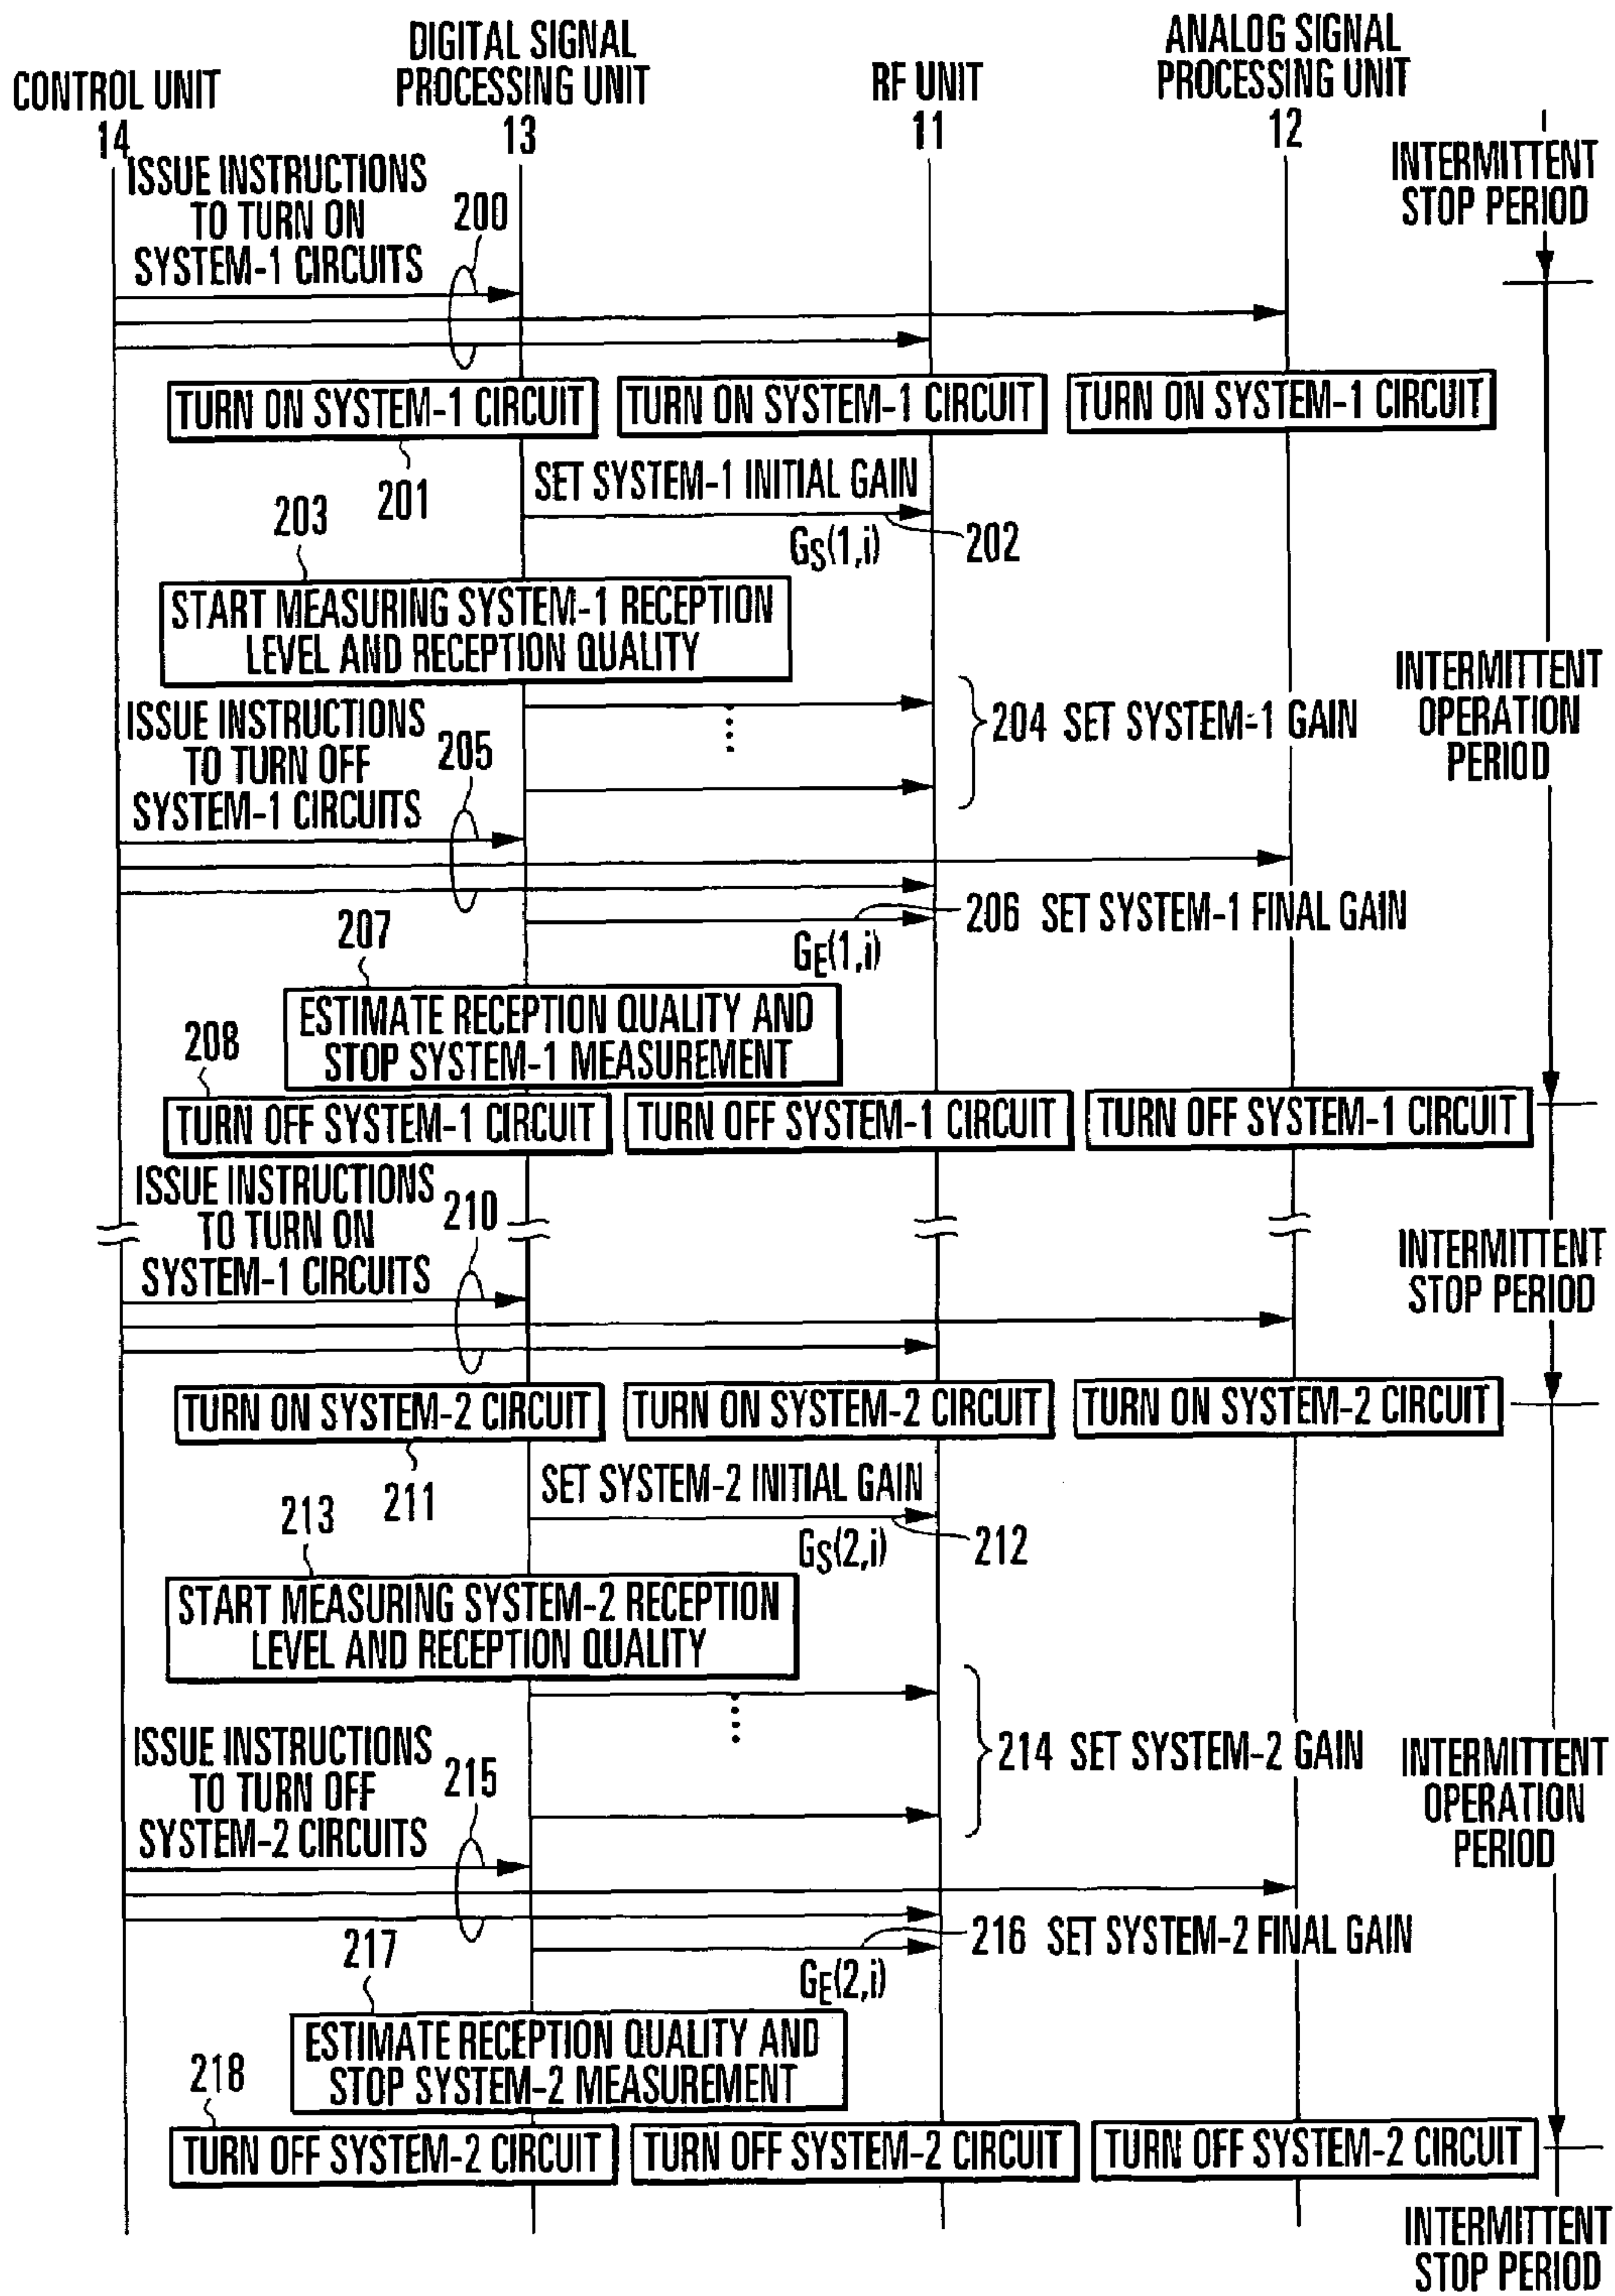 CONTROL UNIT
14
DIGITAL SIGNAL
PROCESSING UNIT
13
RF UNIT
11
ANALOG SIGNAL
PROCESSING UNIT
12
INTERMITTENT
STOP PERIOD
ISSUE INSTRUCTIONS
TO TURN ON
SYSTEM-1 CIRCUITS
200
TURN ON SYSTEM-1 CIRCUIT
TURN ON SYSTEM-1 CIRCUIT
TURN ON SYSTEM-1 CIRCUIT
201
SET SYSTEM-1 INITIAL GAIN
GS(1,i)
202
203
START MEASURING SYSTEM-1 RECEPTION
LEVEL AND RECEPTION QUALITY
INTERMITTENT
OPERATION
PERIOD
204 SET SYSTEM-1 GAIN
ISSUE INSTRUCTIONS
TO TURN OFF
SYSTEM-1 CIRCUITS
205
206 SET SYSTEM-1 FINAL GAIN
GE(1,i)
207
ESTIMATE RECEPTION QUALITY AND
STOP SYSTEM-1 MEASUREMENT
208
TURN OFF SYSTEM-1 CIRCUIT
TURN OFF SYSTEM-1 CIRCUIT
TURN OFF SYSTEM-1 CIRCUIT
ISSUE INSTRUCTIONS
TO TURN ON
SYSTEM-1 CIRCUITS
210
INTERMITTENT
STOP PERIOD
TURN ON SYSTEM-2 CIRCUIT
TURN ON SYSTEM-2 CIRCUIT
TURN ON SYSTEM-2 CIRCUIT
211
SET SYSTEM-2 INITIAL GAIN
GS(2,i)
212
213
START MEASURING SYSTEM-2 RECEPTION
LEVEL AND RECEPTION QUALITY
214 SET SYSTEM-2 GAIN
INTERMITTENT
OPERATION
PERIOD
ISSUE INSTRUCTIONS
TO TURN OFF
SYSTEM-2 CIRCUITS
215
216 SET SYSTEM-2 FINAL GAIN
GE(2,i)
217
ESTIMATE RECEPTION QUALITY AND
STOP SYSTEM-2 MEASUREMENT
218
TURN OFF SYSTEM-2 CIRCUIT
TURN OFF SYSTEM-2 CIRCUIT
TURN OFF SYSTEM-2 CIRCUIT
INTERMITTENT
STOP PERIOD